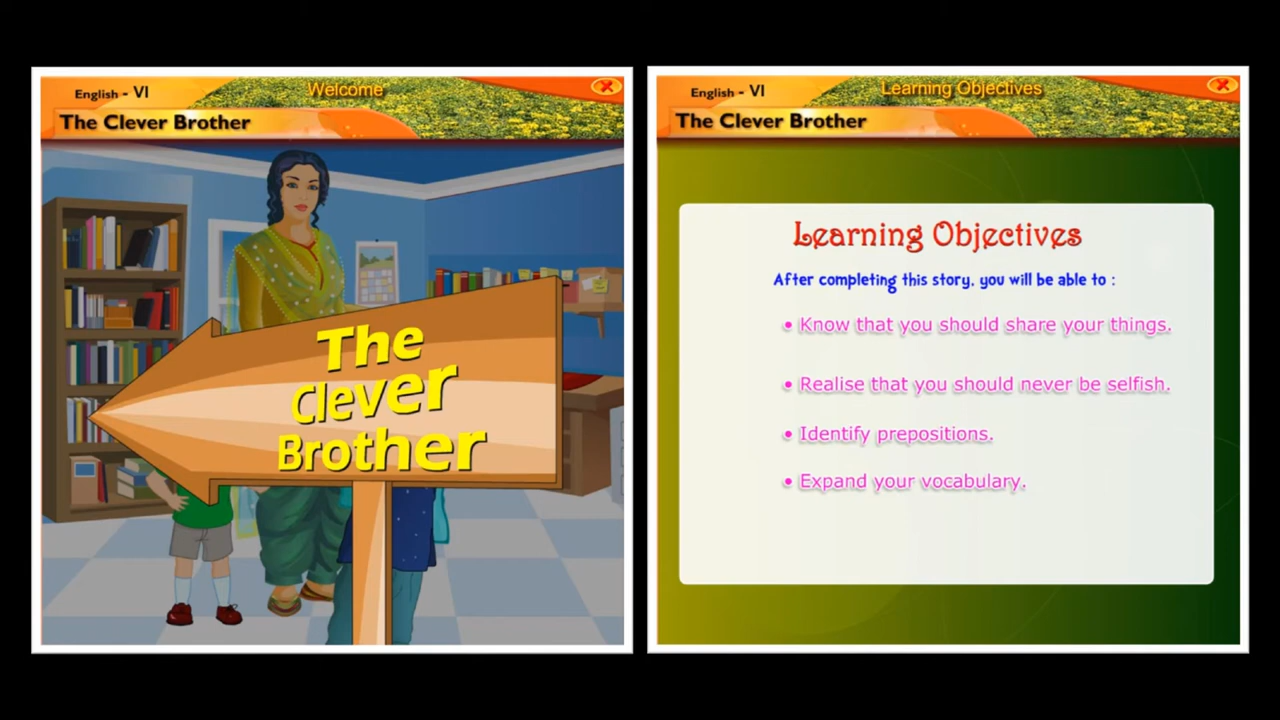 English - VI
Welcome
The Clever Brother
The
Clever
Brother
English - VI
Learning Objectives
The Clever Brother
Learning Objectives
After completing this story, you will be able to :
• Know that you should share your things.
• Realise that you should never be selfish.
• Identify prepositions.
• Expand your vocabulary.